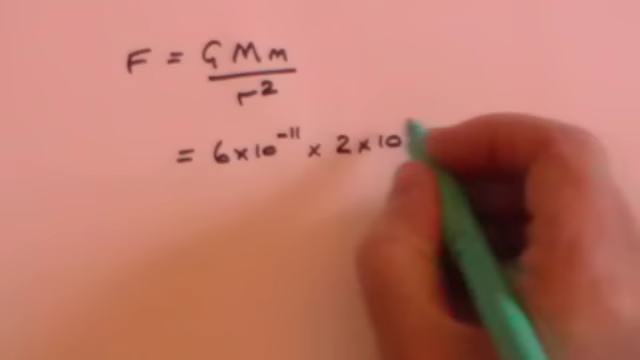 F = GMm
r²
= 6×10⁻¹¹ × 2×10